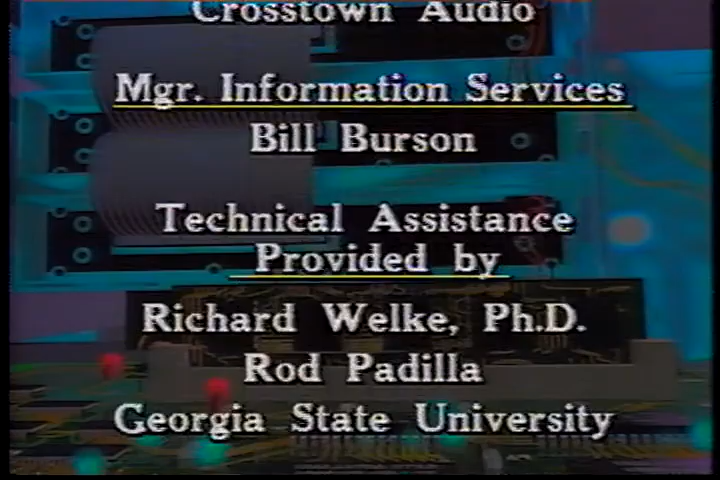 Crosstown Audio
Mgr. Information Services
Bill Burson
Technical Assistance
Provided by
Richard Welke, Ph.D.
Rod Padilla
Georgia State University